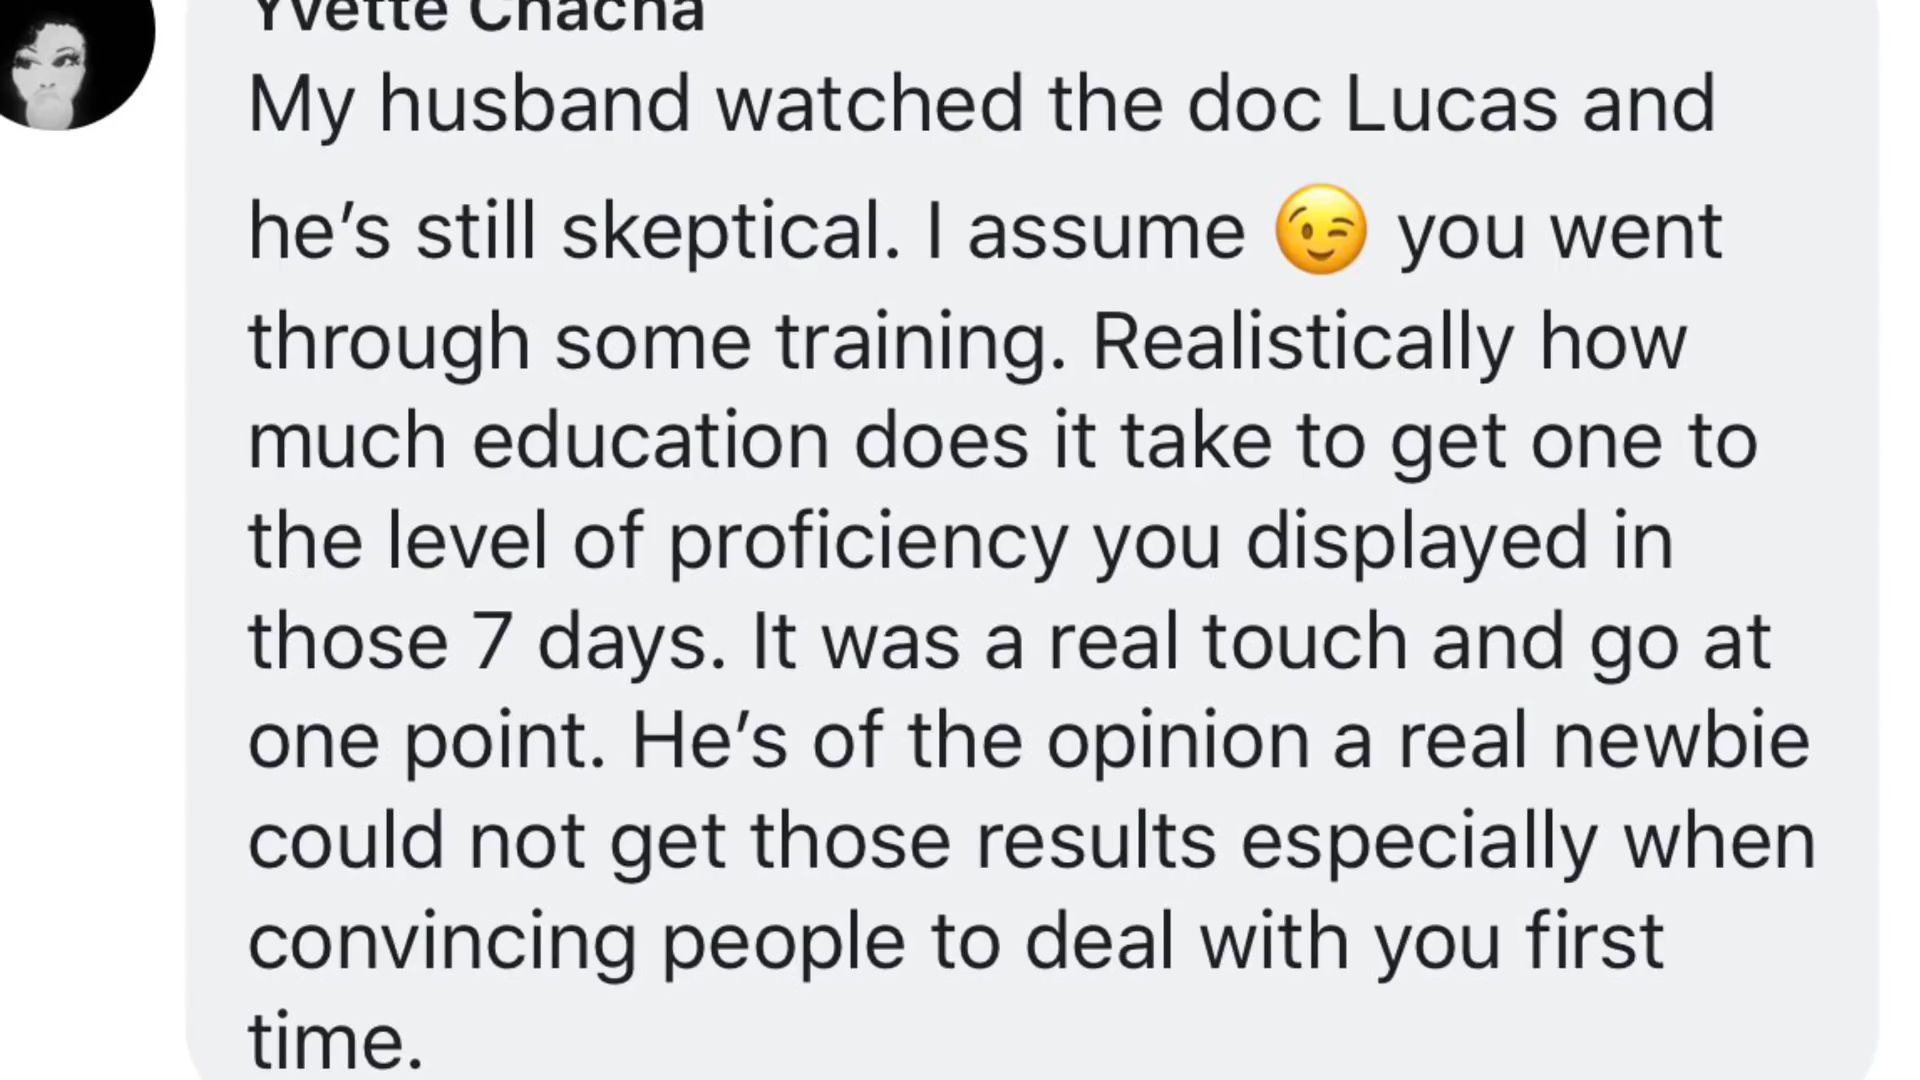 Yvette Chacha
My husband watched the doc Lucas and
he's still skeptical. I assume 😉 you went
through some training. Realistically how
much education does it take to get one to
the level of proficiency you displayed in
those 7 days. It was a real touch and go at
one point. He's of the opinion a real newbie
could not get those results especially when
convincing people to deal with you first
time.